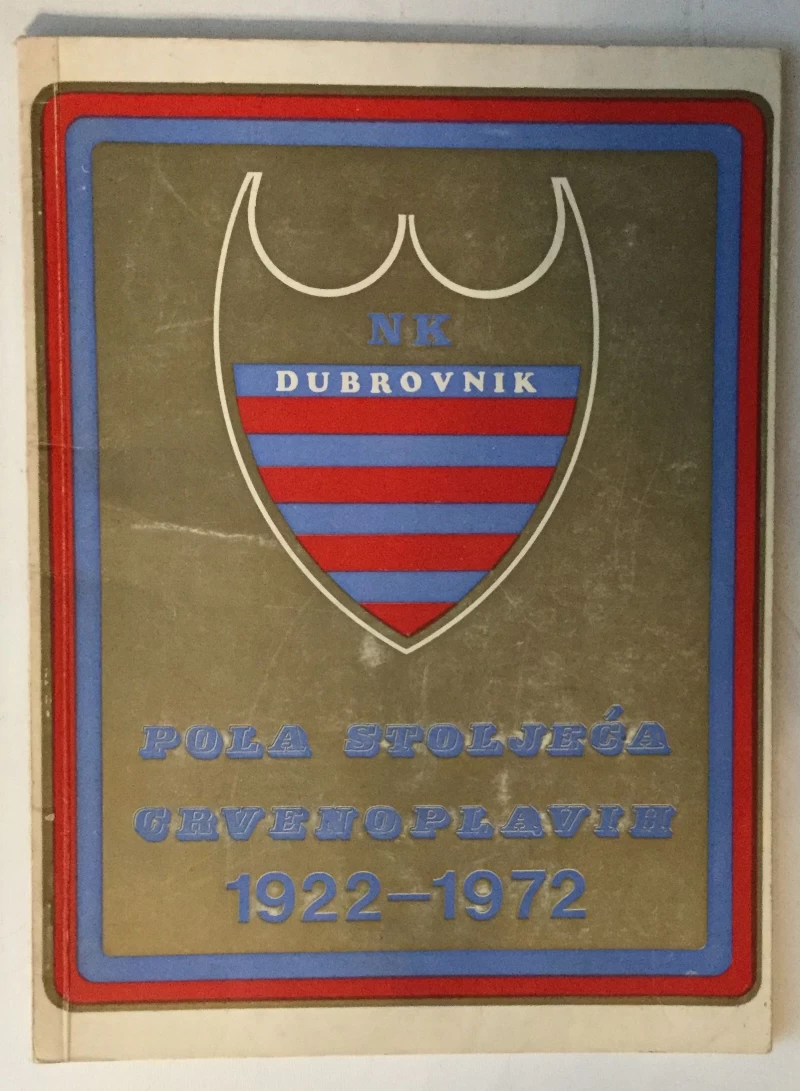 NK
DUBROVNIK
POLA STOLJEĆA
CRVENOPLAVIH
1922–1972